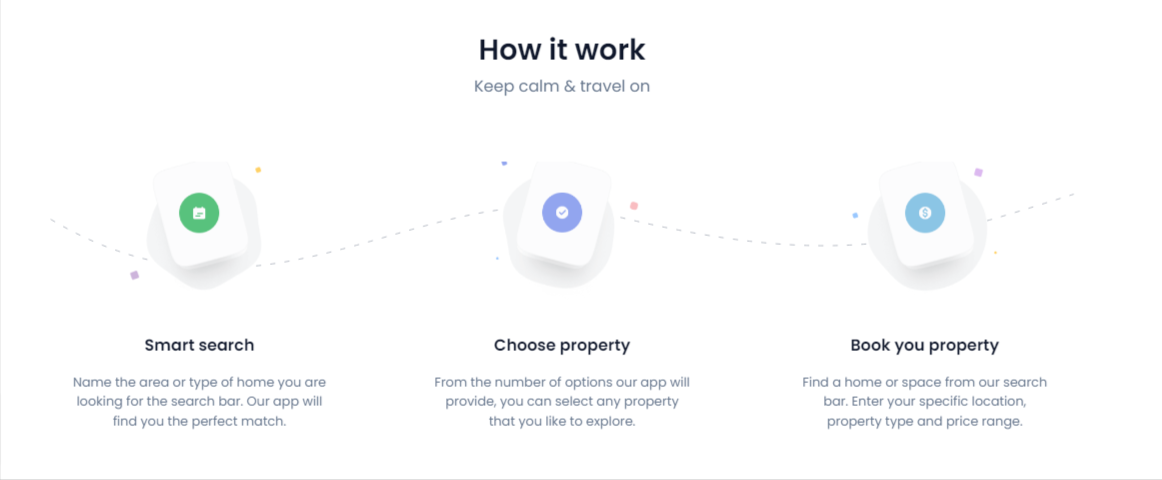 How it work
Keep calm & travel on
Smart search
Name the area or type of home you are
looking for the search bar. Our app will
find you the perfect match.
Choose property
From the number of options our app will
provide, you can select any property
that you like to explore.
Book you property
Find a home or space from our search
bar. Enter your specific location,
property type and price range.